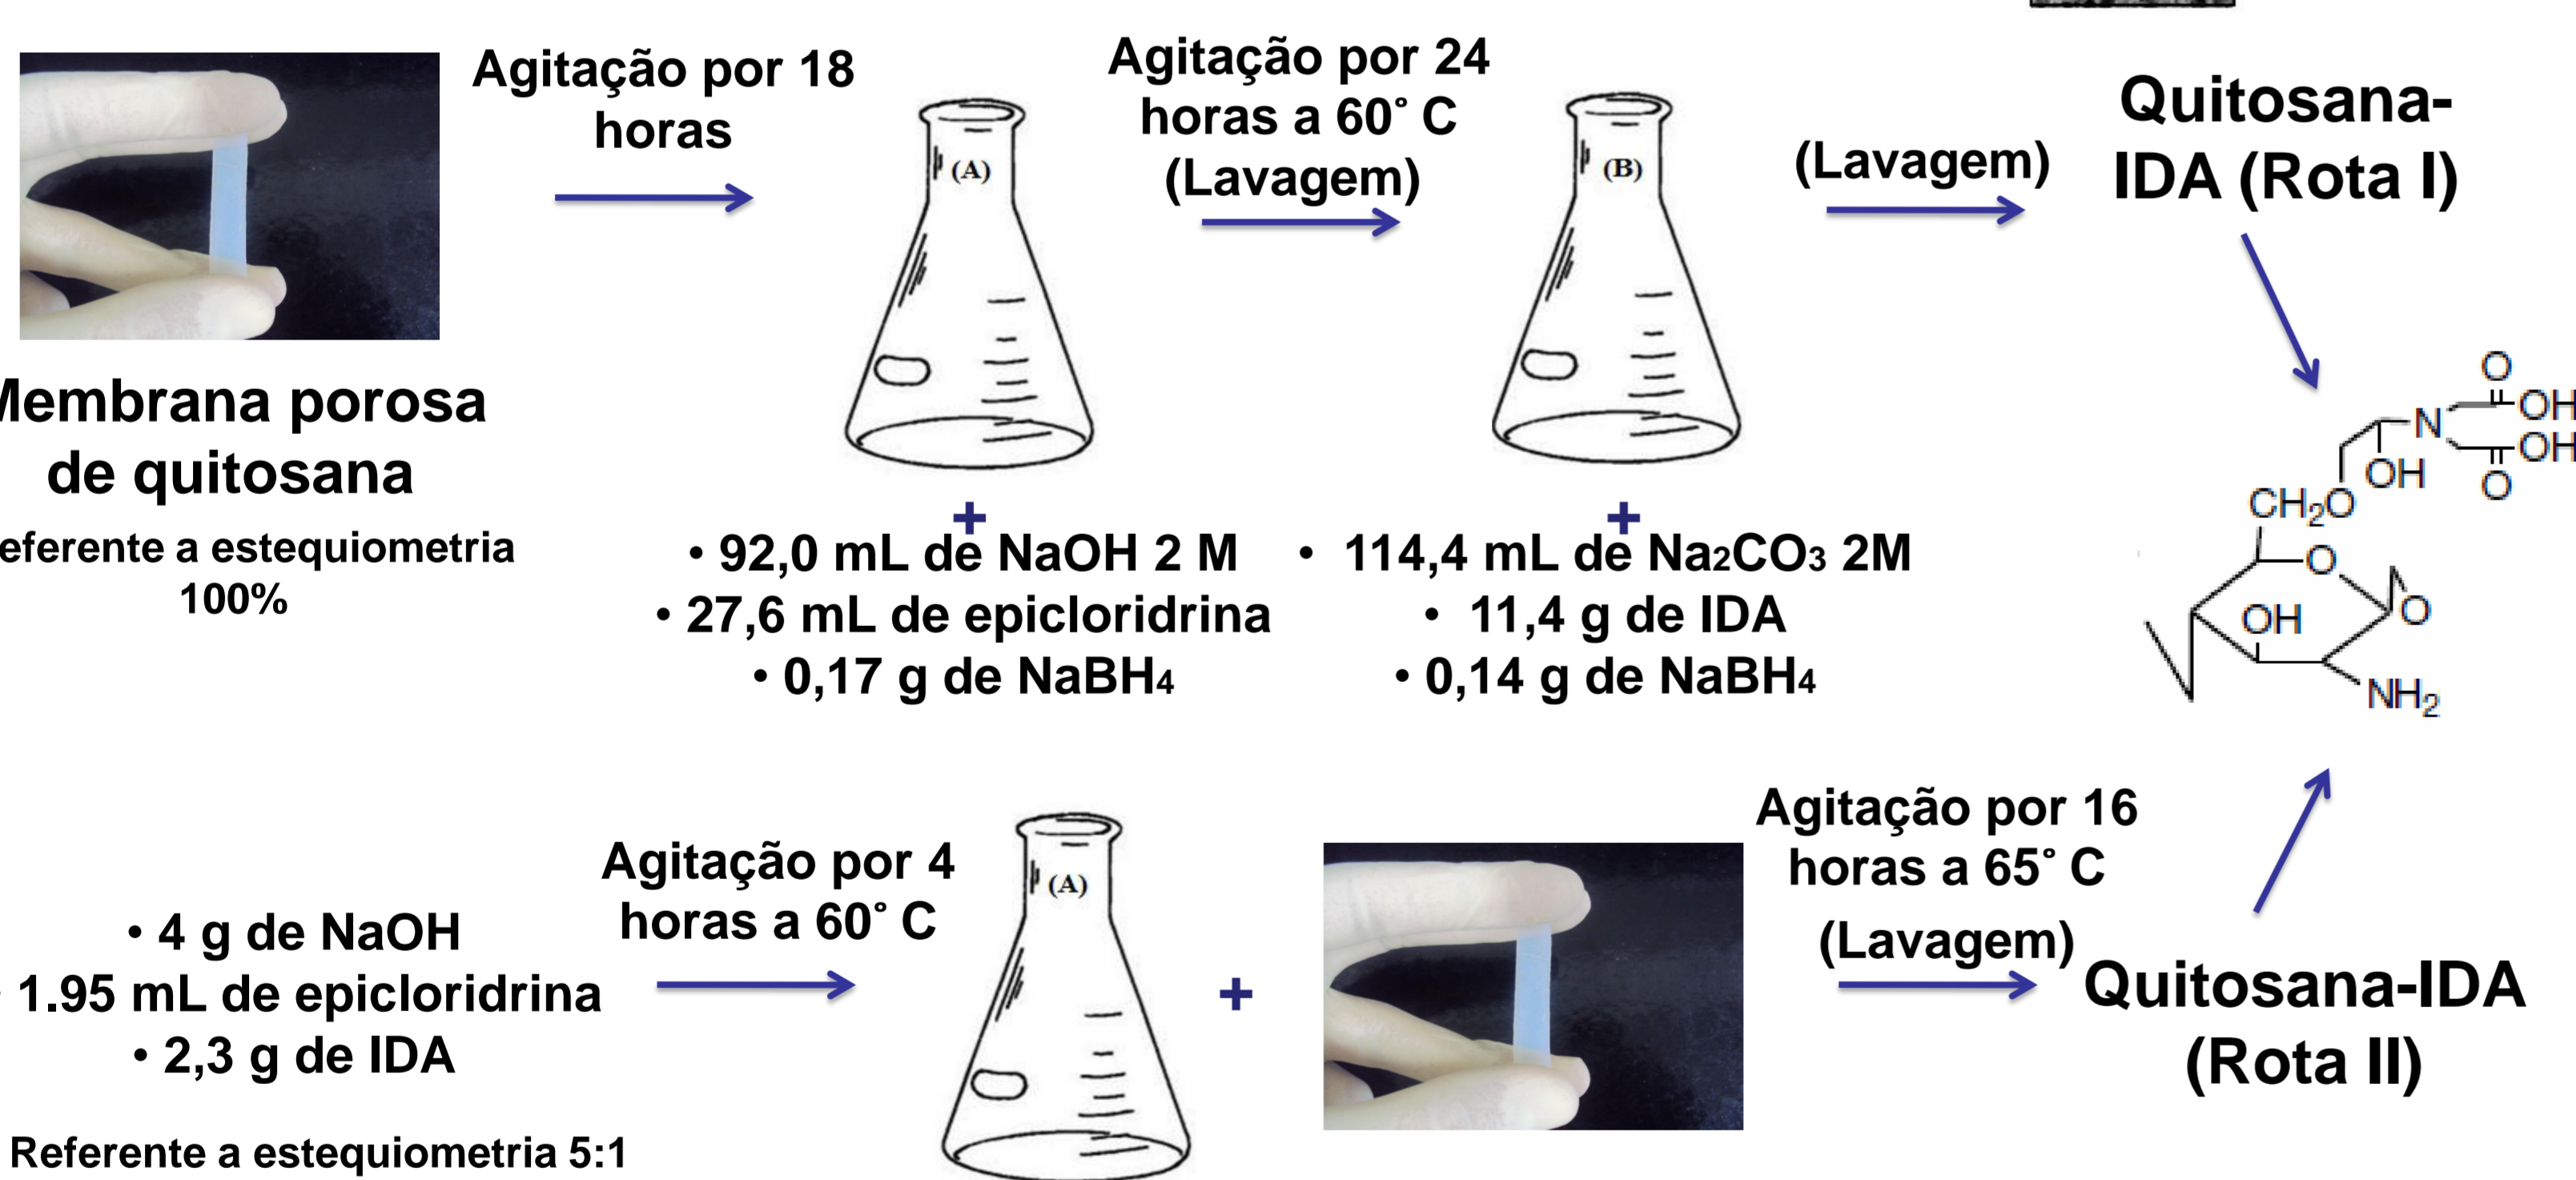 Agitação por 18
horas
(A)
Agitação por 24
horas a 60° C
(Lavagem)
(B)
(Lavagem)
Quitosana-
IDA (Rota I)
Membrana porosa
de quitosana
eferente a estequiometria
100%
+
• 92,0 mL de NaOH 2 M
• 27,6 mL de epicloridrina
• 0,17 g de NaBH4
+
• 114,4 mL de Na2CO3 2M
• 11,4 g de IDA
• 0,14 g de NaBH4
O
OH
N
OH
OH
O
CH2O
O
OH
O
NH2
• 4 g de NaOH
1.95 mL de epicloridrina
• 2,3 g de IDA
Referente a estequiometria 5:1
Agitação por 4
horas a 60° C
(A)
+
Agitação por 16
horas a 65° C
(Lavagem)
Quitosana-IDA
(Rota II)